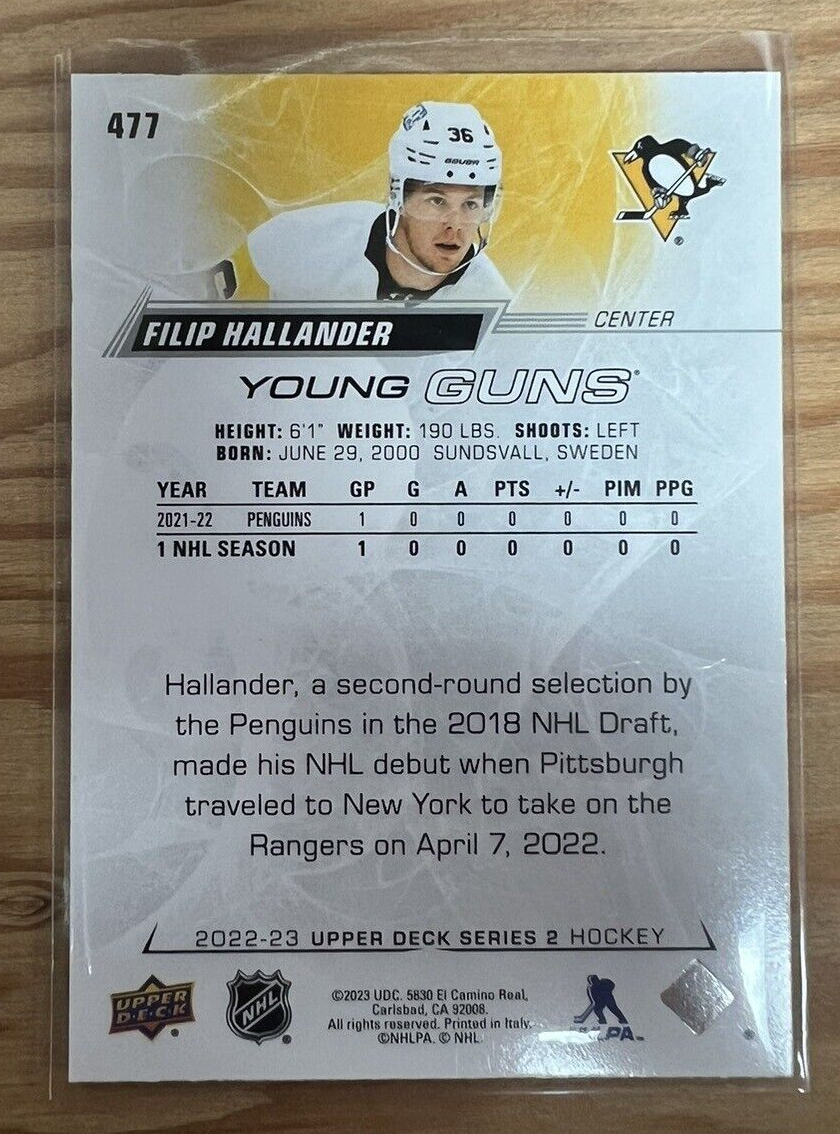 477
36
BAUER
FILIP HALLANDER
CENTER
YOUNG GUNS®
HEIGHT: 6'1" WEIGHT: 190 LBS. SHOOTS: LEFT
BORN: JUNE 29, 2000 SUNDSVALL, SWEDEN
YEAR TEAM GP G A PTS +/- PIM PPG
2021-22 PENGUINS 1 0 0 0 0 0 0
1 NHL SEASON 1 0 0 0 0 0 0
Hallander, a second-round selection by
the Penguins in the 2018 NHL Draft,
made his NHL debut when Pittsburgh
traveled to New York to take on the
Rangers on April 7, 2022.
2022-23 UPPER DECK SERIES 2 HOCKEY
UPPER
DECK
NHL
©2023 UDC. 5830 El Camino Real,
Carlsbad, CA 92008.
All rights reserved. Printed in Italy.
©NHLPA. © NHL
NHLPA